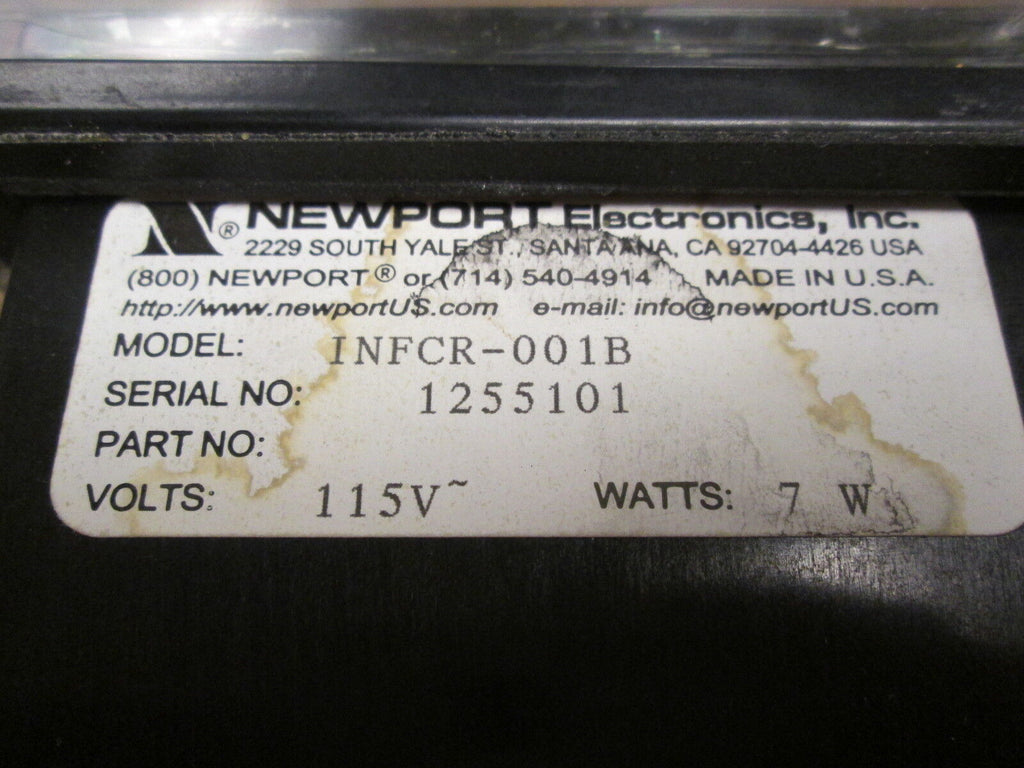 N® NEWPORT Electronics, Inc.
2229 SOUTH YALE ST., SANTA ANA, CA 92704-4426 USA
(800) NEWPORT® or (714) 540-4914 MADE IN U.S.A.
http://www.newportUS.com e-mail: info@newportUS.com
MODEL: INFCR-001B
SERIAL NO: 1255101
PART NO:
VOLTS: 115V~ WATTS: 7 W